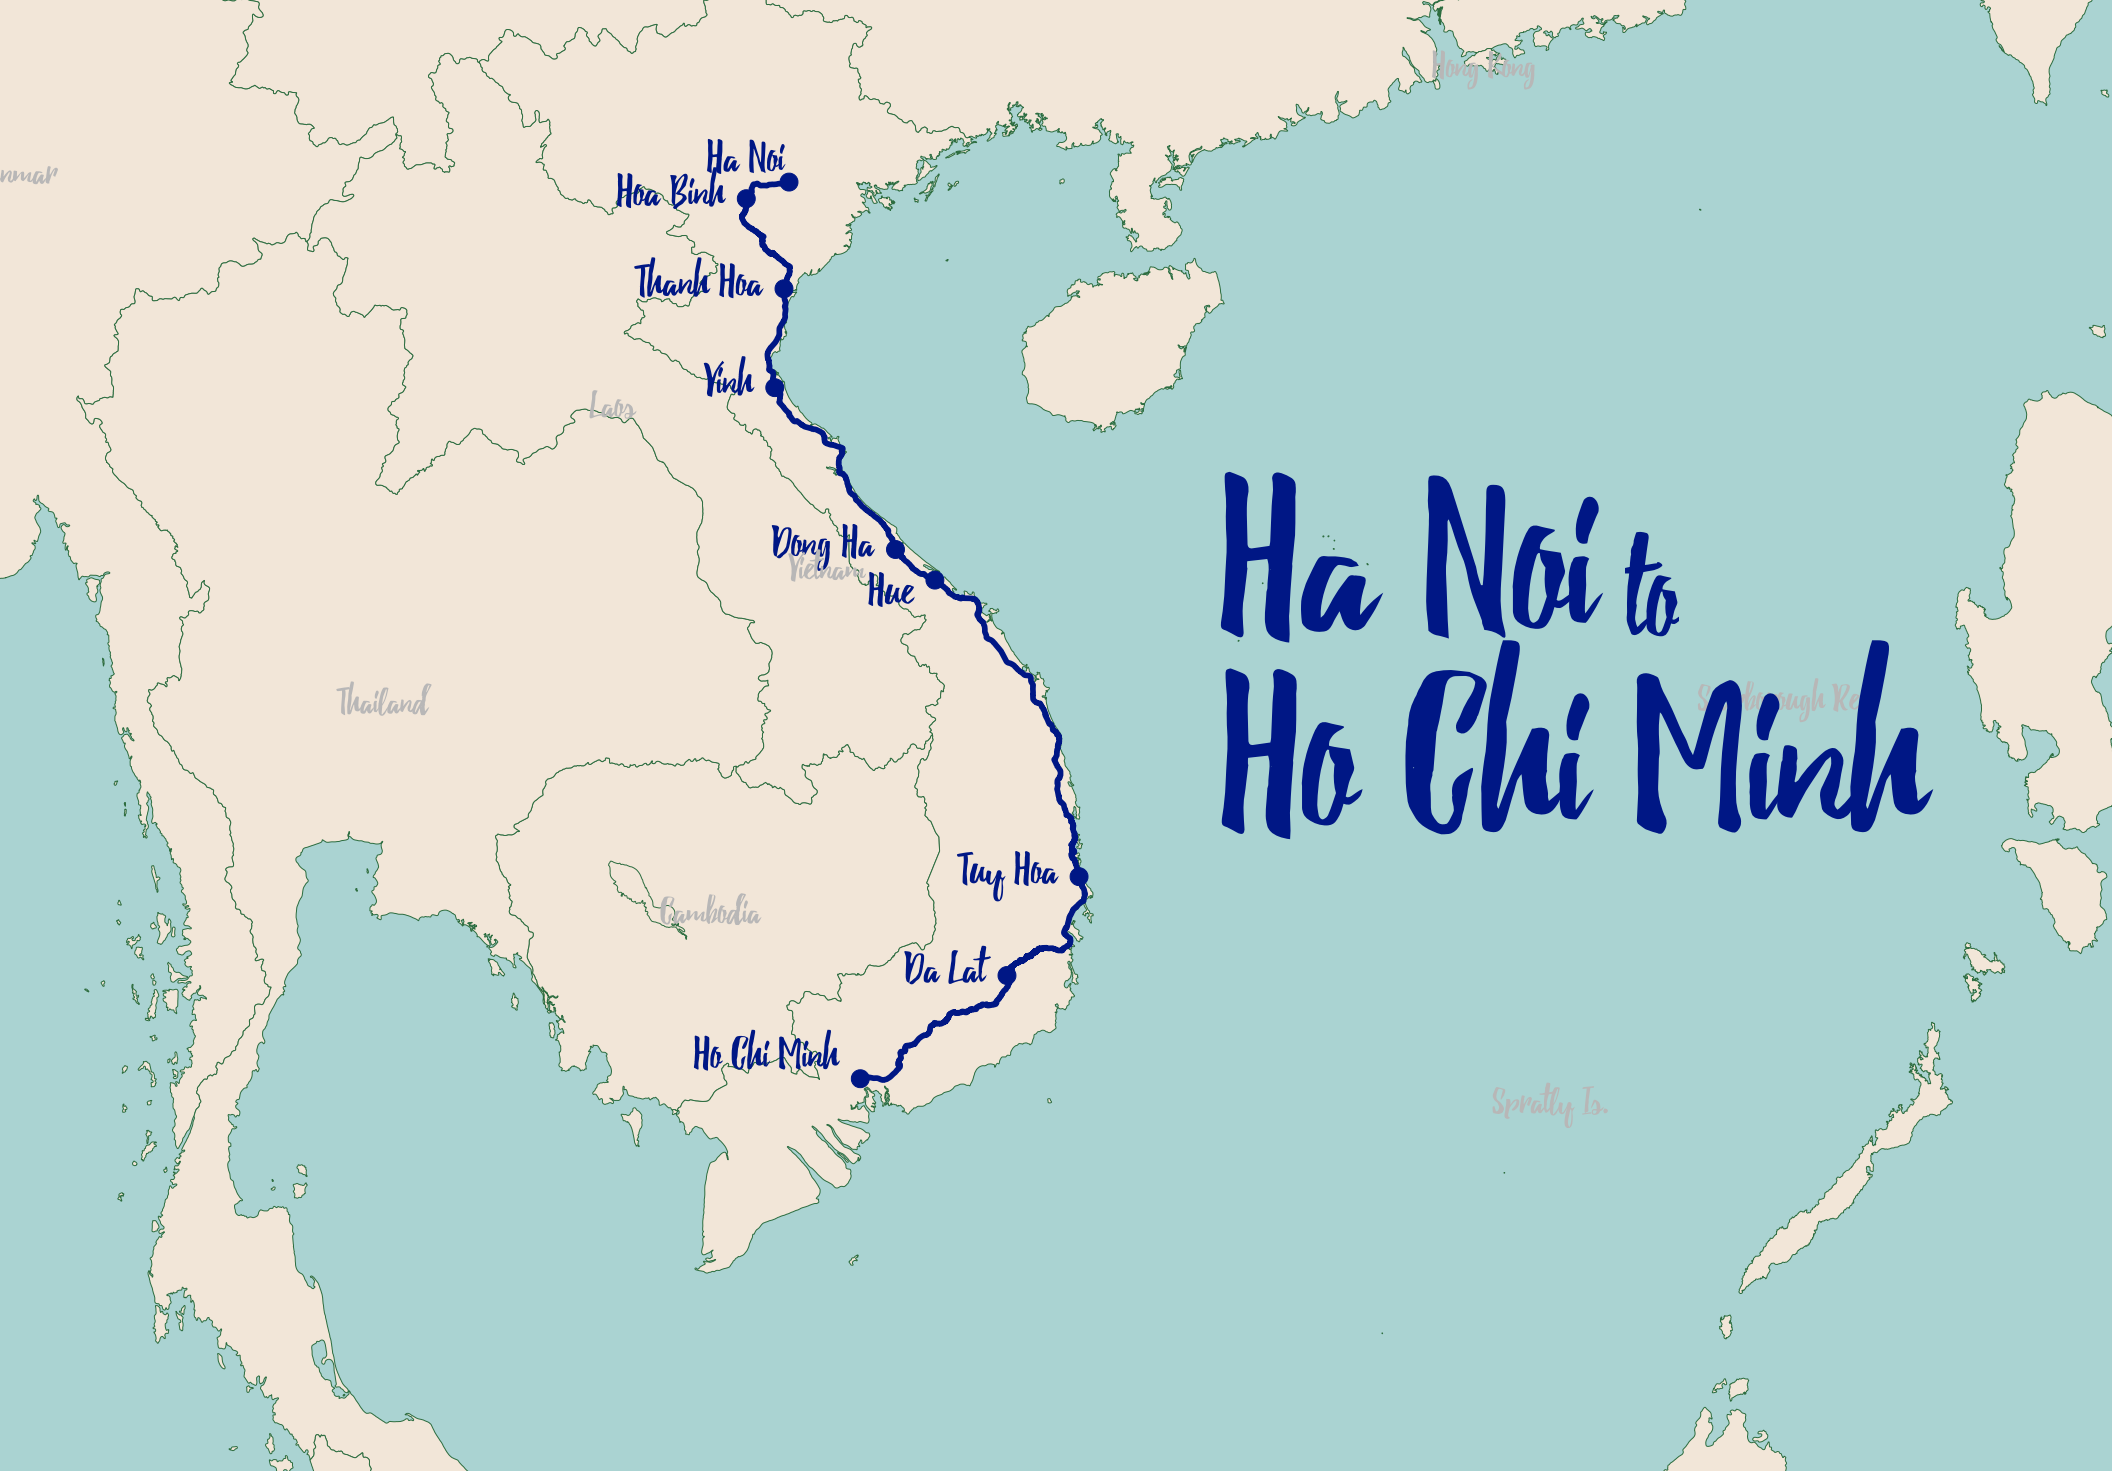 Hong Kong
Ha Noi
nmar
Hoa Binh
Thanh Hoa
Vinh
Laos
Dong Ha
Vietnam
Hue
Ha Noi to
Ho Chi Minh
Thailand
Tuy Hoa
Cambodia
Da Lat
Ho Chi Minh
Spratly Is.